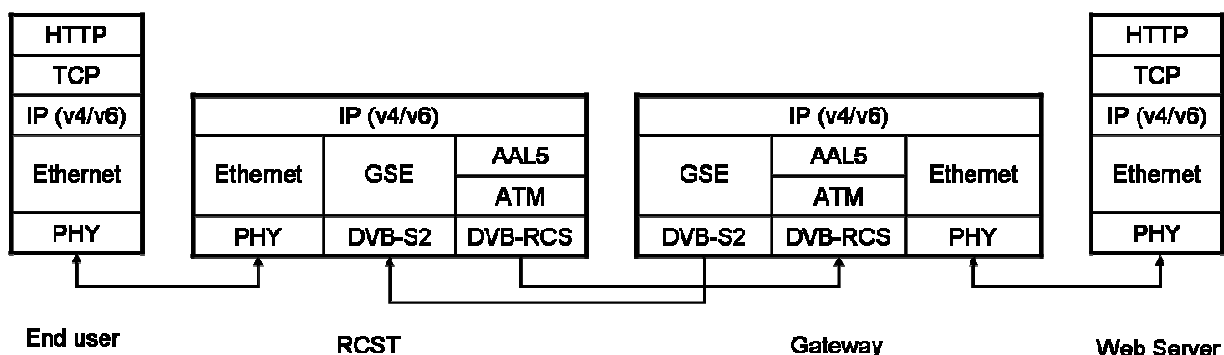 HTTP
TCP
IP (v4/v6)
Ethernet
PHY
End user
IP (v4/v6)
Ethernet
GSE
AAL5
ATM
PHY
DVB-S2
DVB-RCS
RCST
IP (v4/v6)
GSE
AAL5
ATM
Ethernet
DVB-S2
DVB-RCS
PHY
Gateway
HTTP
TCP
IP (v4/v6)
Ethernet
PHY
Web Server